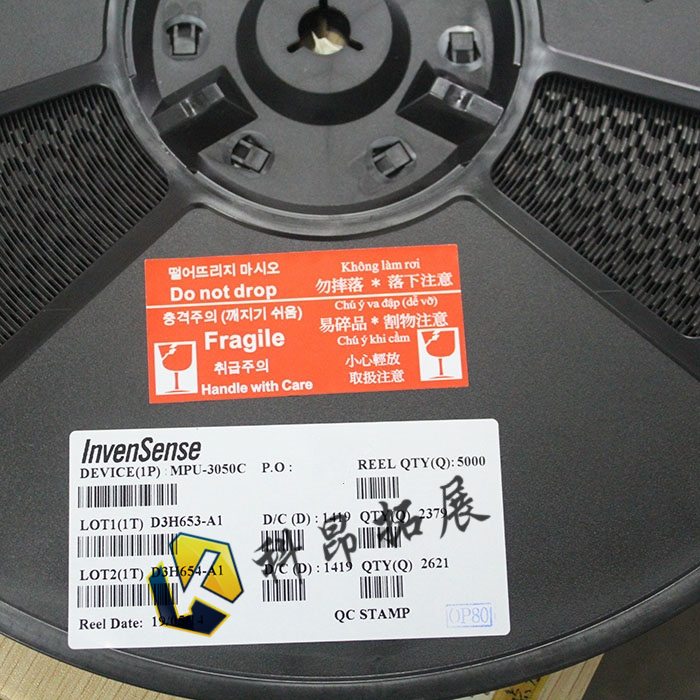 떨어뜨리지 마시오
Không làm rơi
Do not drop
勿摔落 * 落下注意
충격주의 (깨지기 쉬움)
Chú ý va đập (dễ vỡ)
Fragile
易碎品 * 割物注意
Chú ý khi cầm
취급주의
小心輕放
Handle with Care
取扱注意
InvenSense
DEVICE(1P) : MPU-3050C P.O : REEL QTY(Q): 5000
LOT1(1T) D3H653-A1 D/C (D) : 1419 QTY(Q) 2379
科昂拓展
LOT2(1T) D3H654-A1 D/C (D) : 1419 QTY(Q) 2621
Reel Date: QC STAMP OP80